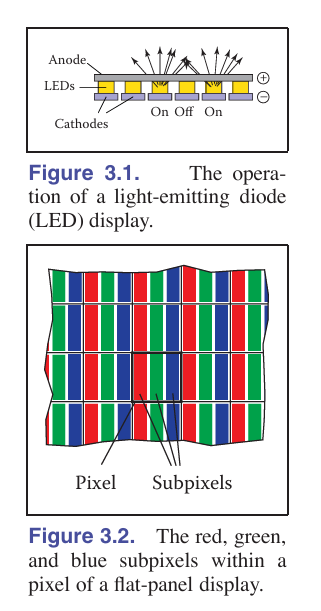 Anode
LEDs
+
−
On Off On
Cathodes
Figure 3.1. The opera-
tion of a light-emitting diode
(LED) display.
Pixel Subpixels
Figure 3.2. The red, green,
and blue subpixels within a
pixel of a flat-panel display.